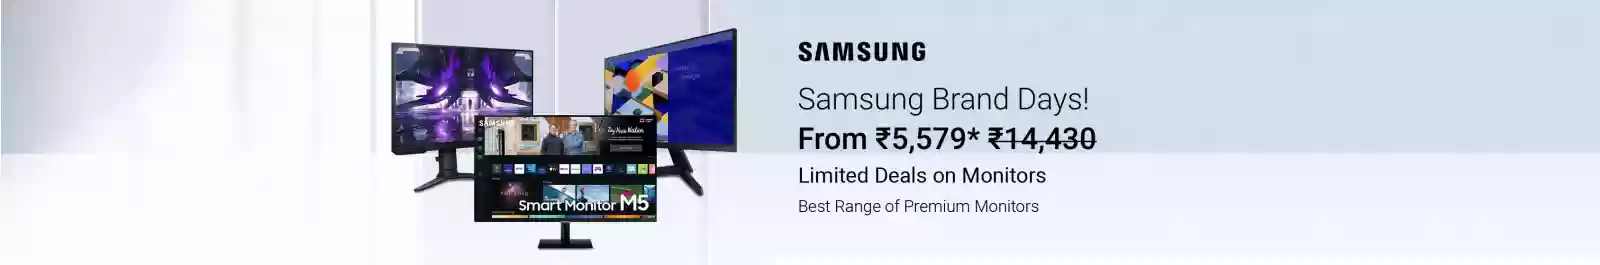 SAMSUNG
Samsung Brand Days!
From ₹5,579* ₹14,430
Limited Deals on Monitors
Best Range of Premium Monitors
SAMSUNG
Smart Monitor M5